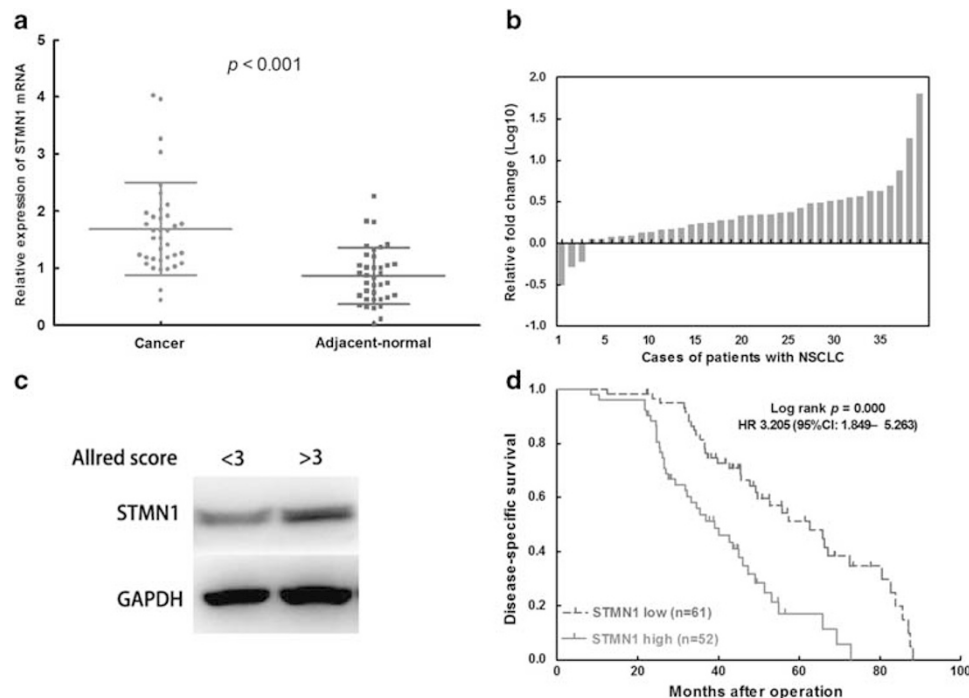 a
5
4
3
2
1
0
Relative expression of STMN1 mRNA
p < 0.001
Cancer Adjacent-normal
b
2.0
1.5
1.0
0.5
0.0
-0.5
-1.0
Relative fold change (Log10)
1 5 10 15 20 25 30 35
Cases of patients with NSCLC
c
Allred score <3 >3
STMN1
GAPDH
d
1.0
0.8
0.6
0.4
0.2
0.0
Disease-specific survival
Log rank p = 0.000
HR 3.205 (95%CI: 1.849– 5.263)
STMN1 low (n=61)
STMN1 high (n=52)
0 20 40 60 80 100
Months after operation